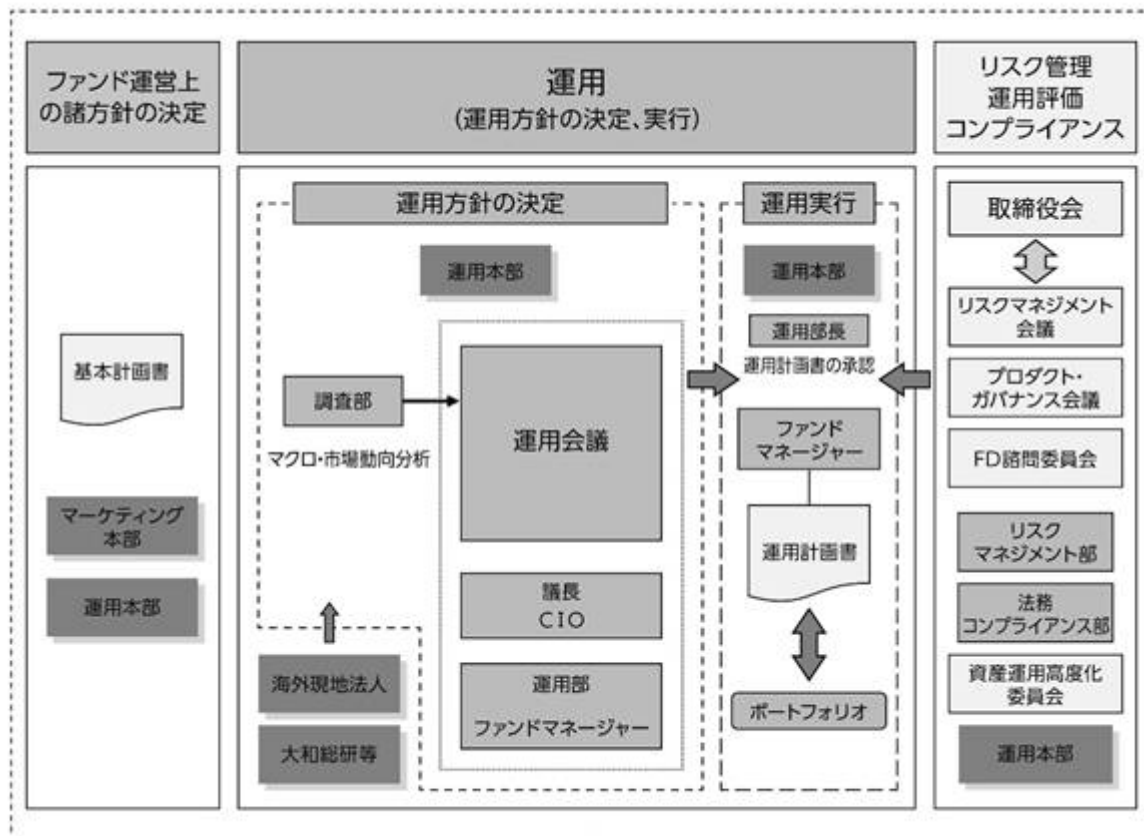 ファンド運営上
の諸方針の決定
運用
(運用方針の決定、実行)
リスク管理
運用評価
コンプライアンス
基本計画書
マーケティング
本部
運用本部
運用方針の決定
運用本部
調査部
マクロ・市場動向分析
運用会議
議長
CIO
運用部
ファンドマネージャー
海外現地法人
大和総研等
運用実行
運用本部
運用部長
運用計画書の承認
ファンド
マネージャー
運用計画書
ポートフォリオ
取締役会
リスクマネジメント
会議
プロダクト・
ガバナンス会議
FD諮問委員会
リスク
マネジメント部
法務
コンプライアンス部
資産運用高度化
委員会
運用本部